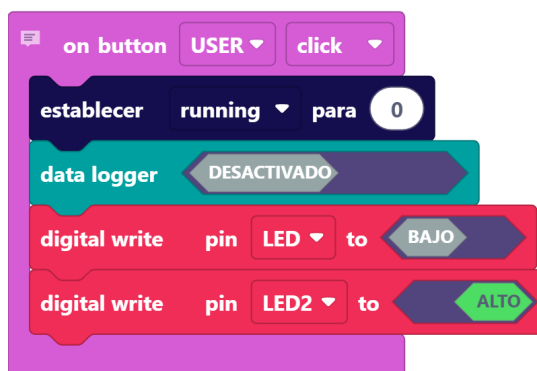 on button USER click
establecer running para 0
data logger DESACTIVADO
digital write pin LED to BAJO
digital write pin LED2 to ALTO